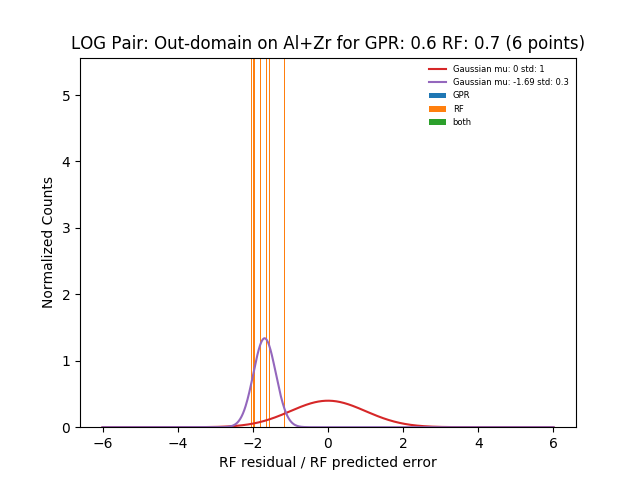 LOG Pair: Out-domain on Al+Zr for GPR: 0.6 RF: 0.7 (6 points)
Gaussian mu: 0 std: 1
Gaussian mu: -1.69 std: 0.3
GPR
RF
both
Normalized Counts
5
4
3
2
1
0
−6
−4
−2
0
2
4
6
RF residual / RF predicted error